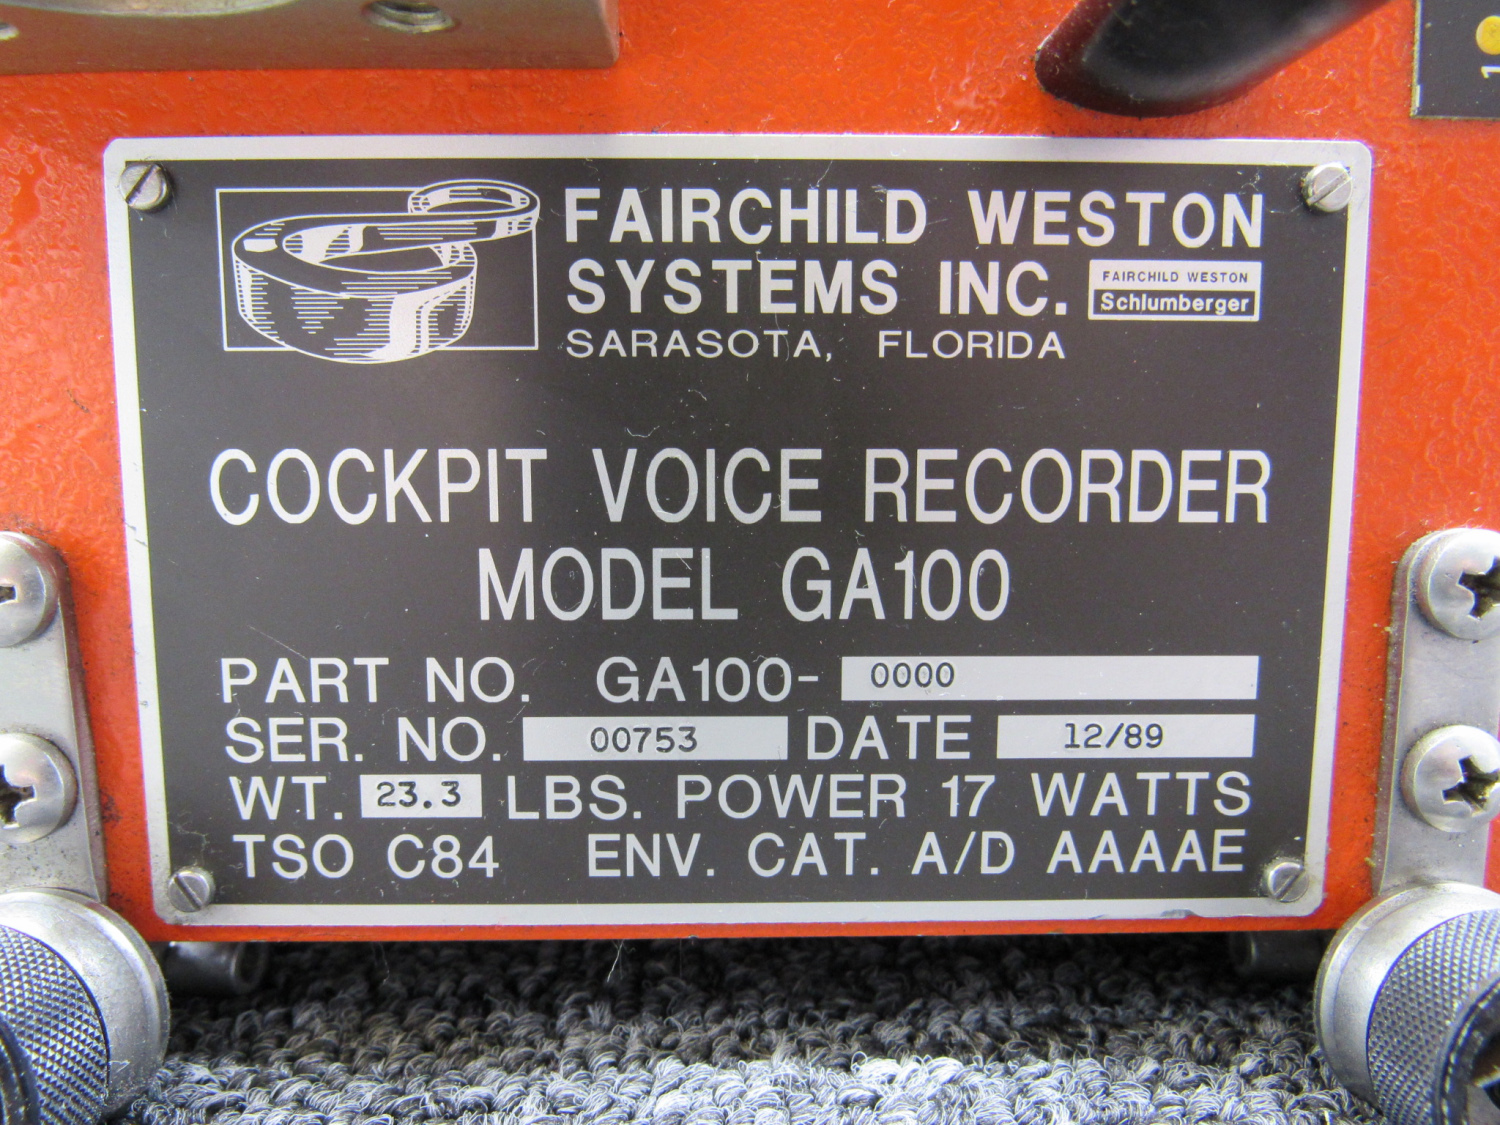 FAIRCHILD WESTON
SYSTEMS INC.
FAIRCHILD WESTON
Schlumberger
SARASOTA, FLORIDA
COCKPIT VOICE RECORDER
MODEL GA100
PART NO. GA100- 0000
SER. NO. 00753 DATE 12/89
WT. 23.3 LBS. POWER 17 WATTS
TSO C84 ENV. CAT. A/D AAAAE
1